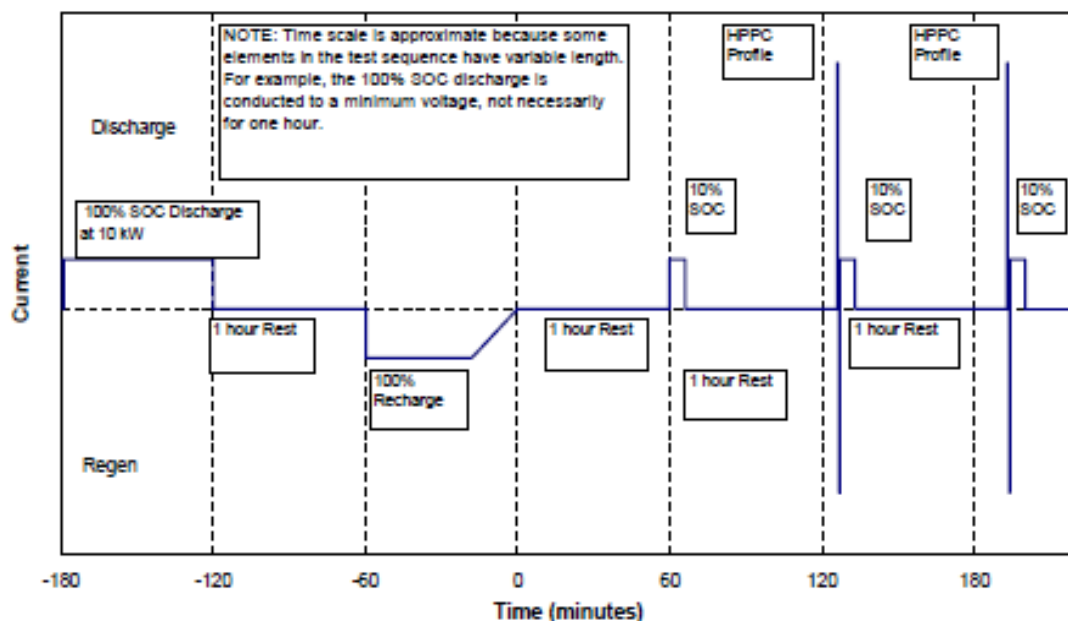 NOTE: Time scale is approximate because some
elements in the test sequence have variable length.
For example, the 100% SOC discharge is
conducted to a minimum voltage, not necessarily
for one hour.
HPPC
Profile
HPPC
Profile
Discharge
10%
SOC
10%
SOC
10%
SOC
100% SOC Discharge
at 10 kW
Current
1 hour Rest
1 hour Rest
1 hour Rest
100%
Recharge
1 hour Rest
Regen
-180 -120 -60 0 60 120 180
Time (minutes)